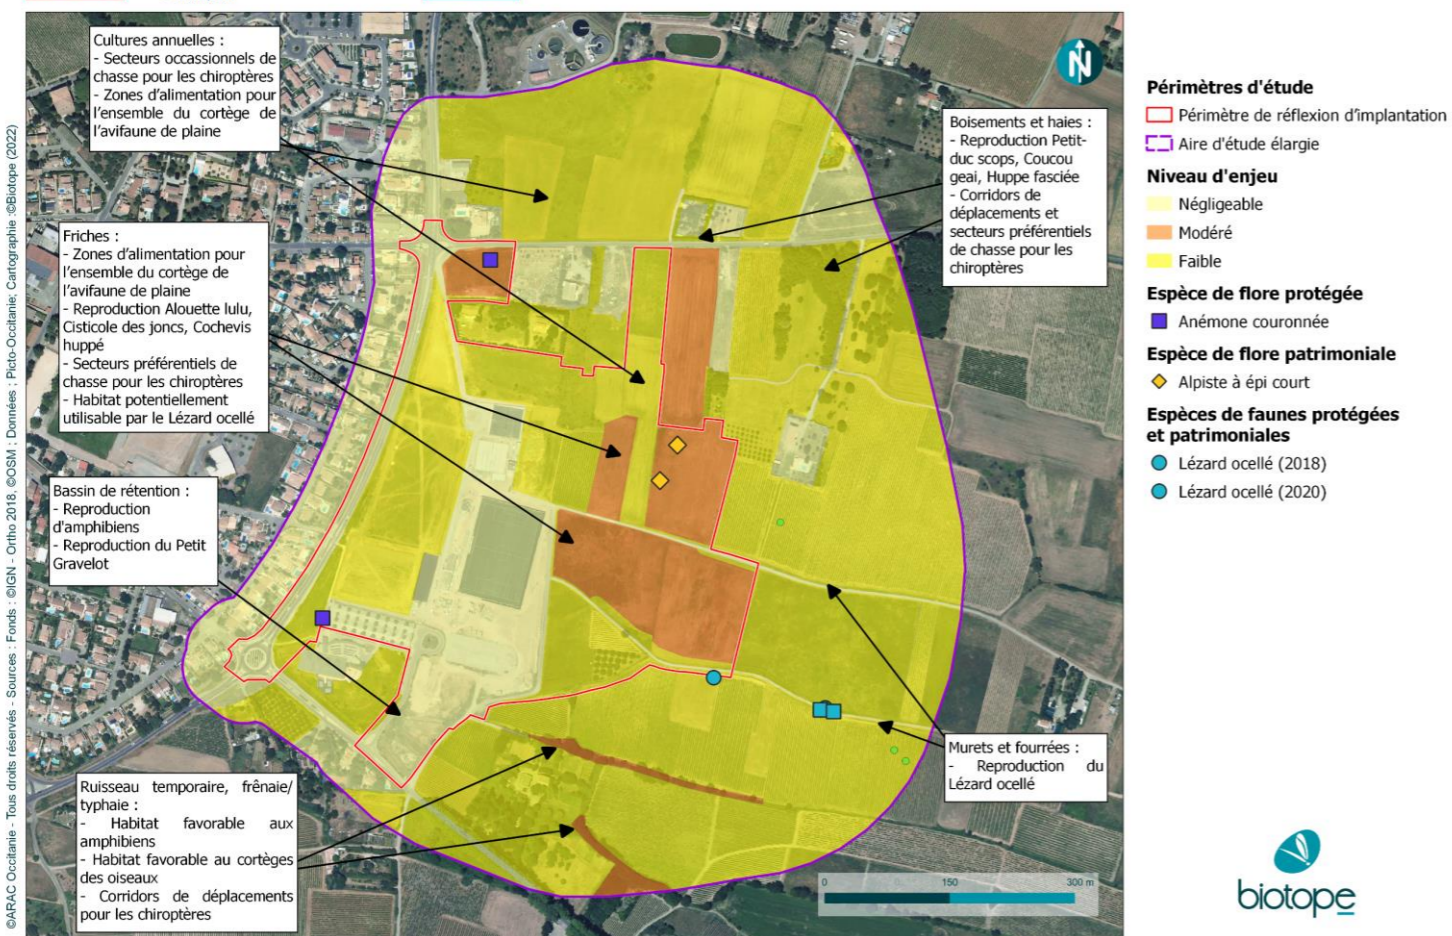 Cultures annuelles :
- Secteurs occassionnels de
chasse pour les chiroptères
- Zones d'alimentation pour
l'ensemble du cortège de
l'avifaune de plaine
Friches :
- Zones d'alimentation pour
l'ensemble du cortège de
l'avifaune de plaine
- Reproduction Alouette lulu,
Cisticole des joncs, Cochevis
huppé
- Secteurs préférentiels de
chasse pour les chiroptères
- Habitat potentiellement
utilisable par le Lézard ocellé
Bassin de rétention :
- Reproduction
d'amphibiens
- Reproduction du Petit
Gravelot
Ruisseau temporaire, frênaie/
typhaie :
- Habitat favorable aux
amphibiens
- Habitat favorable au cortèges
des oiseaux
- Corridors de déplacements
pour les chiroptères
N
Boisements et haies :
- Reproduction Petit-
duc scops, Coucou
geai, Huppe fasciée
- Corridors de
déplacements et
secteurs préférentiels
de chasse pour les
chiroptères
Murets et fourrées :
- Reproduction du
Lézard ocellé
0 150 300 m
Périmètres d'étude
Périmètre de réflexion d'implantation
Aire d'étude élargie
Niveau d'enjeu
Négligeable
Modéré
Faible
Espèce de flore protégée
Anémone couronnée
Espèce de flore patrimoniale
Alpiste à épi court
Espèces de faunes protégées
et patrimoniales
Lézard ocellé (2018)
Lézard ocellé (2020)
biotope
©ARAC Occitanie - Tous droits réservés - Sources : Fonds : ©IGN - Ortho 2018, ©OSM ; Données ; Picto-Occitanie; Cartographie :©Biotope (2022)